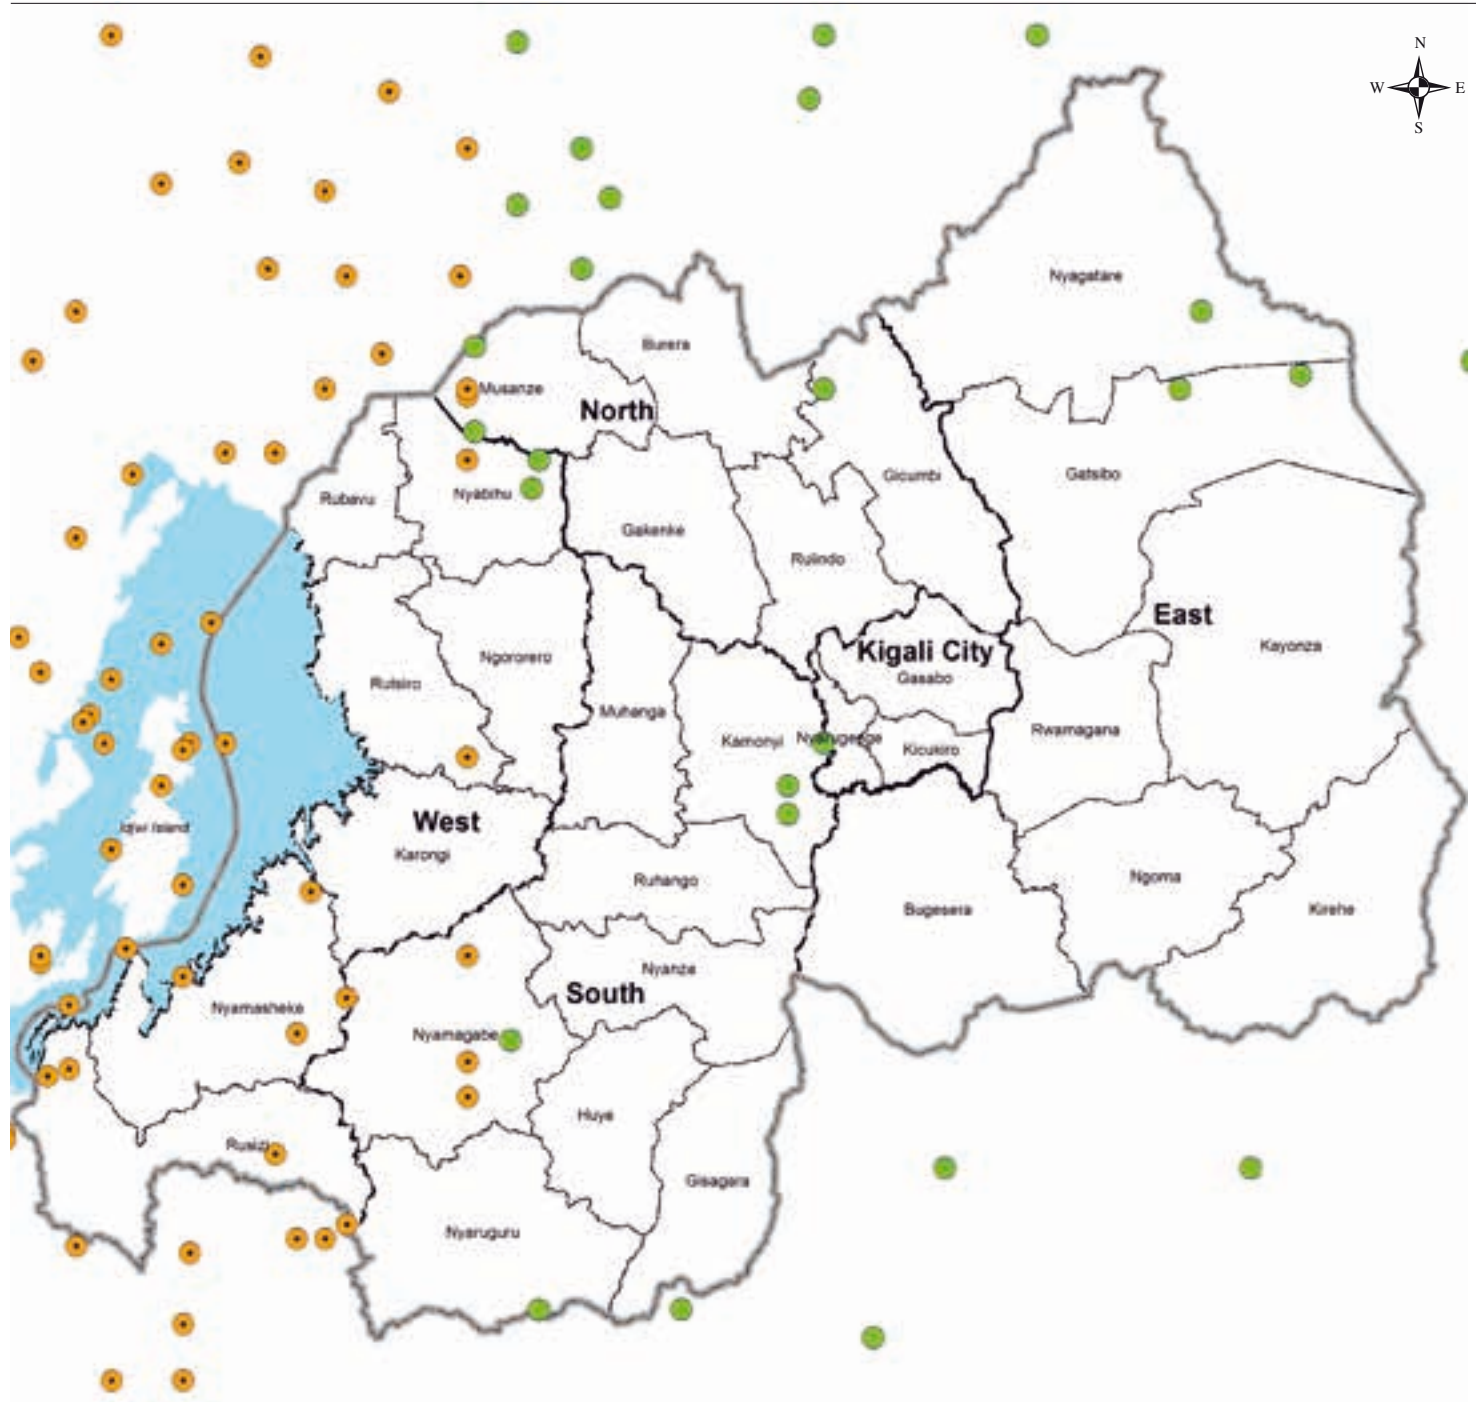 N
W E
S
Nyagatare
Burera
Musanze
North
Gicumbi
Gatsibo
Rubavu
Nyabihu
Gakenke
Rulindo
East
Kayonza
Kigali City
Gasabo
Ngororero
Rutsiro
Muhanga
Kamonyi
Nyarugenge
Kicukiro
Rwamagana
Idjwi Island
West
Karongi
Ruhango
Ngoma
Bugesera
Kirehe
Nyanza
South
Nyamasheke
Nyamagabe
Huye
Rusizi
Gisagara
Nyaruguru